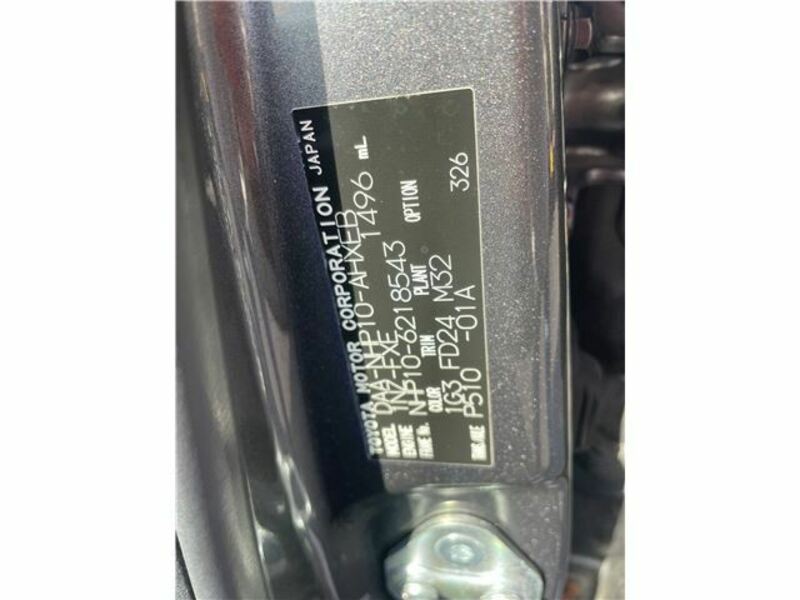 TOYOTA MOTOR CORPORATION JAPAN
MODEL DAA-NHP10-AHXEB
ENGINE 1NZ-FXE 1496 mL
FRAME No. NHP10-6218543
COLOR TRIM PLANT OPTION
1G3 FD24 M32 326
TRANS./AXLE P510 -01A